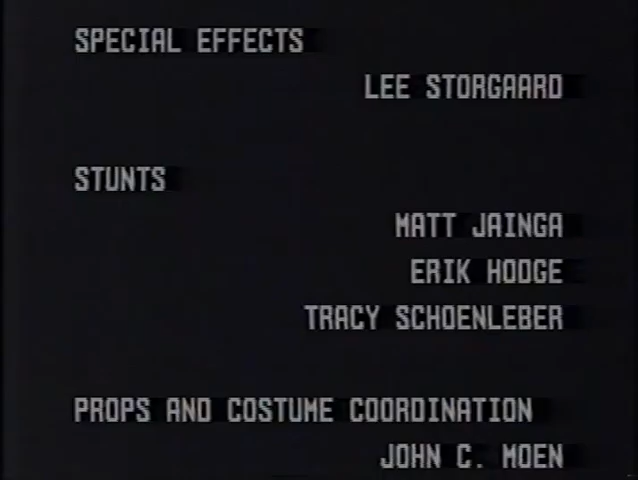 SPECIAL EFFECTS
LEE STORGAARD
STUNTS
MATT JAINGA
ERIK HODGE
TRACY SCHOENLEBER
PROPS AND COSTUME COORDINATION
JOHN C. MOEN